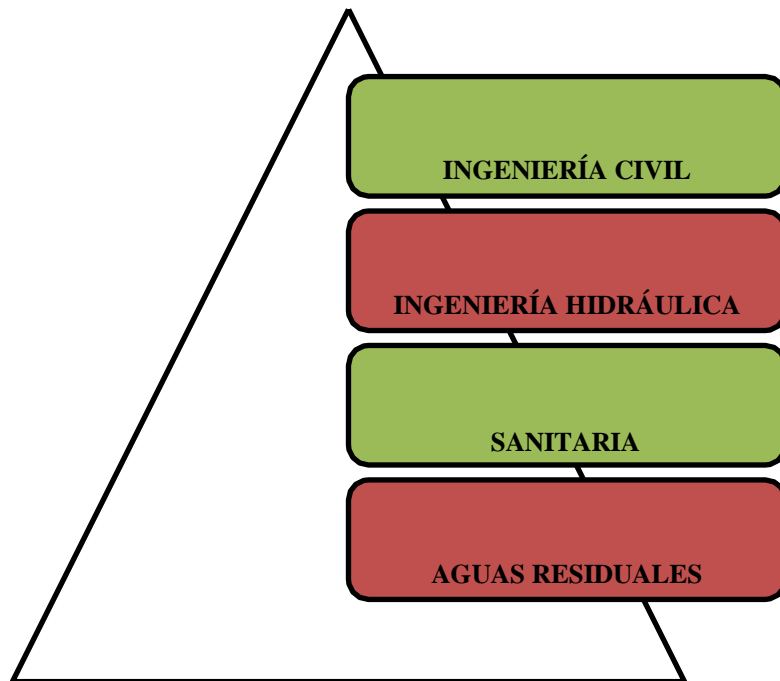 INGENIERÍA CIVIL
INGENIERÍA HIDRÁULICA
SANITARIA
AGUAS RESIDUALES